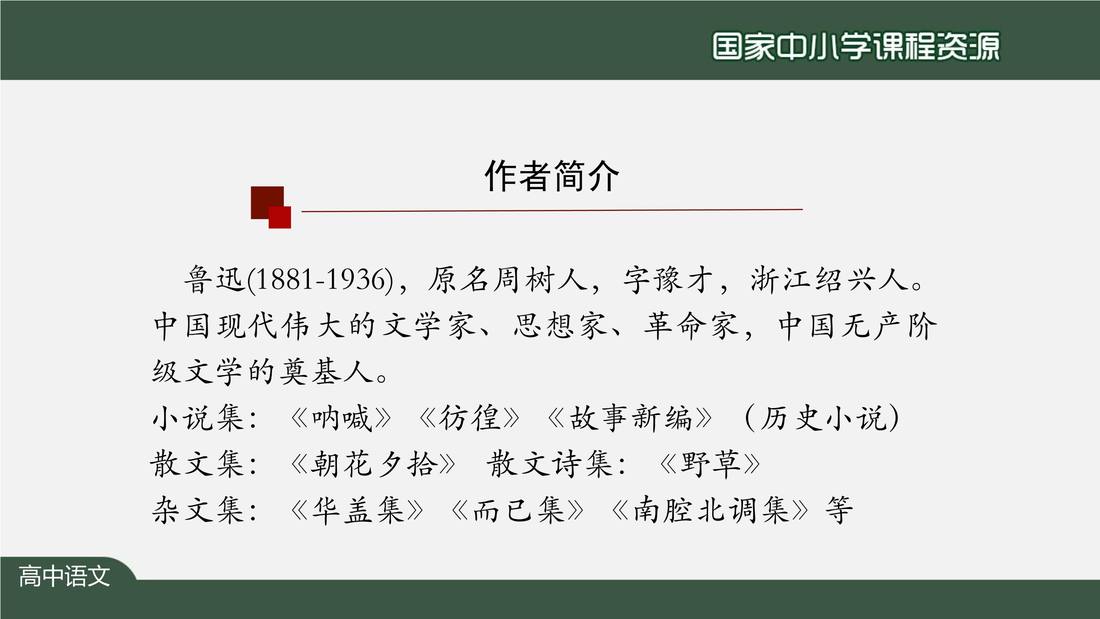 国家中小学课程资源
作者简介
鲁迅(1881-1936)，原名周树人，字豫才，浙江绍兴人。
中国现代伟大的文学家、思想家、革命家，中国无产阶
级文学的奠基人。
小说集：《呐喊》《彷徨》《故事新编》（历史小说）
散文集：《朝花夕拾》 散文诗集：《野草》
杂文集：《华盖集》《而已集》《南腔北调集》等
高中语文